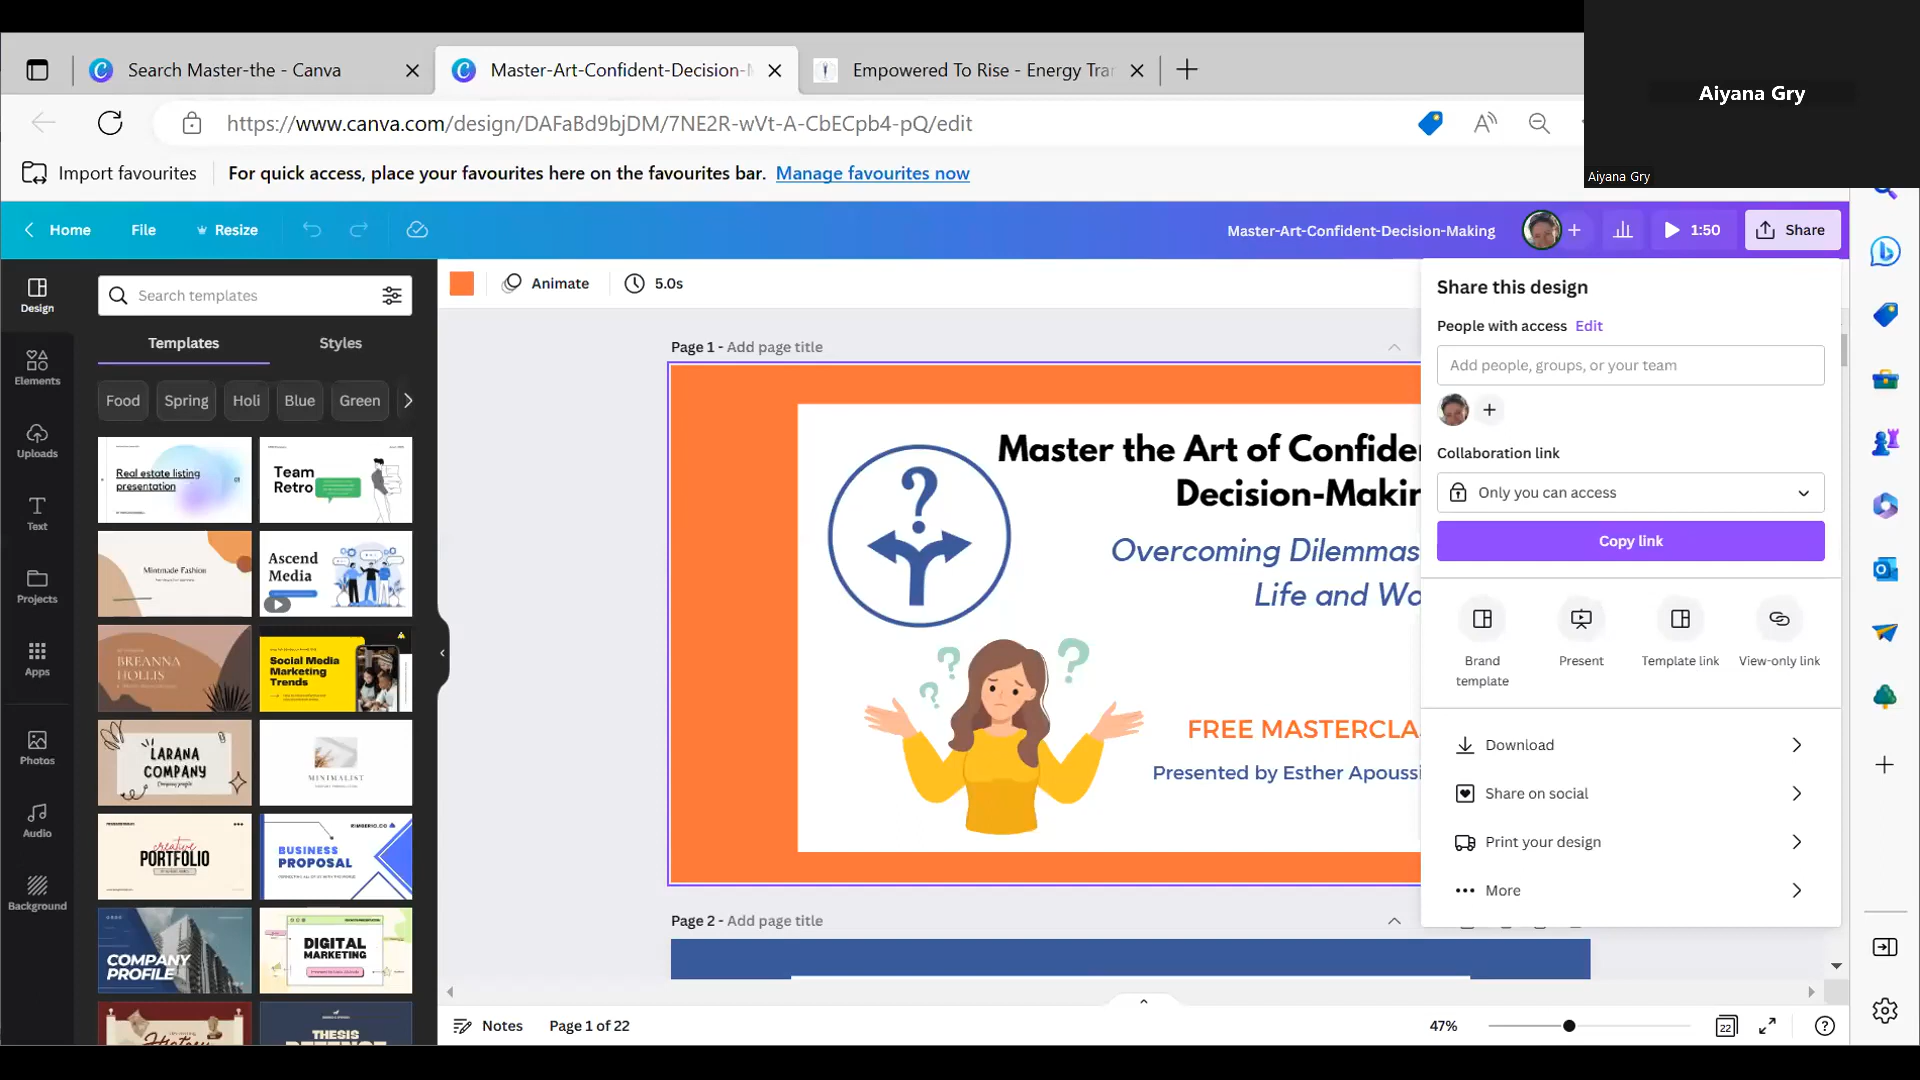 Aiyana Gry
Aiyana Gry
Search Master-the - Canva
Master-Art-Confident-Decision-
Empowered To Rise - Energy Tra
https://www.canva.com/design/DAFaBd9bjDM/7NE2R-wVt-A-CbECpb4-pQ/edit
Import favourites
For quick access, place your favourites here on the favourites bar. Manage favourites now
Home
File
Resize
Master-Art-Confident-Decision-Making
1:50
Share
Design
Elements
Uploads
Text
Projects
Apps
Photos
Audio
Background
Search templates
Templates
Styles
Food
Spring
Holi
Blue
Green
Real estate listing
presentation
Team
Retro
Mintmade Fashion
Ascend
Media
BREANNA
HOLLIS
Social Media
Marketing
Trends
LARANA
COMPANY
Company profile
MINIMALIST
creative
PORTFOLIO
BUSINESS
PROPOSAL
COMPANY
PROFILE
DIGITAL
MARKETING
History
THESIS
Animate
5.0s
Page 1 - Add page title
Master the Art of Confide
Decision-Makin
Overcoming Dilemmas
Life and Wo
FREE MASTERCLA
Presented by Esther Apouss
Page 2 - Add page title
Share this design
People with access Edit
Add people, groups, or your team
Collaboration link
Only you can access
Copy link
Brand
template
Present
Template link
View-only link
Download
Share on social
Print your design
More
Notes
Page 1 of 22
47%
22